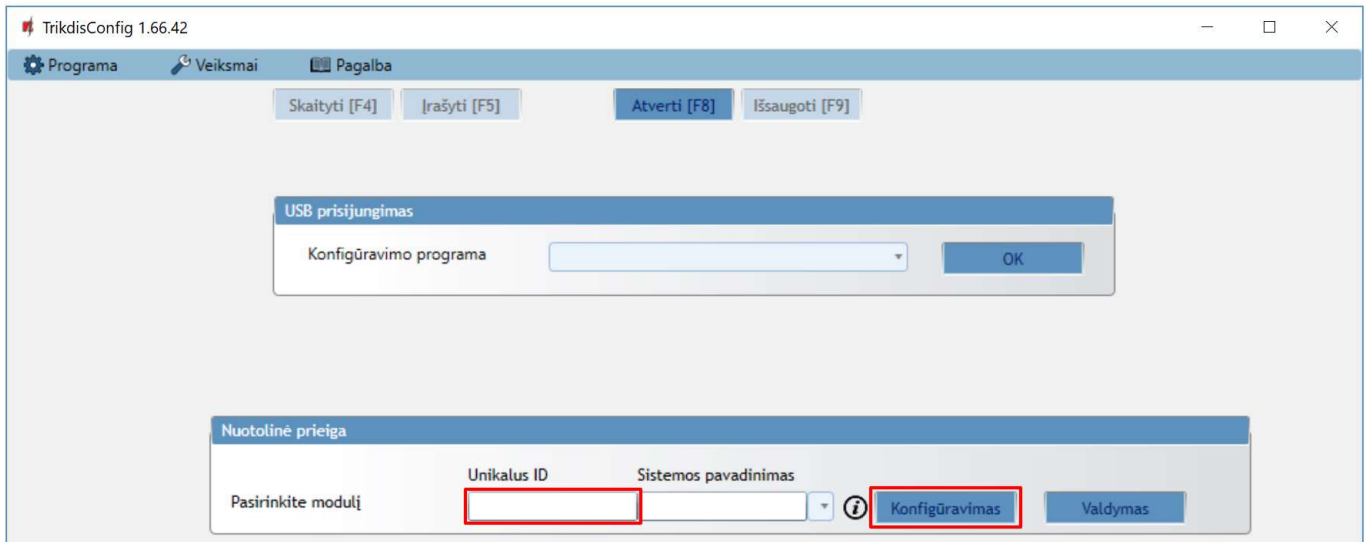 TrikdisConfig 1.66.42
Programa Veiksmai Pagalba
Skaityti [F4] Įrašyti [F5] Atverti [F8] Išsaugoti [F9]
USB prisijungimas
Konfigūravimo programa OK
Nuotolinė prieiga
Unikalus ID Sistemos pavadinimas
Pasirinkite modulį i Konfigūravimas Valdymas